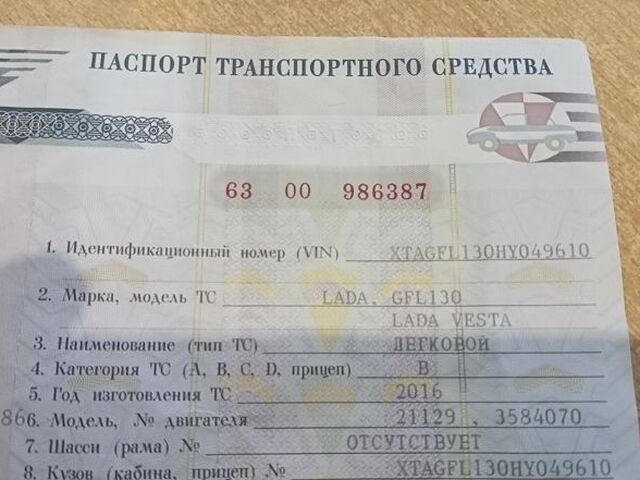 ПАСПОРТ ТРАНСПОРТНОГО СРЕДСТВА
63 00 986387
1. Идентификационный номер (VIN) XTAGFL130HY049610
2. Марка, модель ТС LADA, GFL130
LADA VESTA
3. Наименование (тип ТС) ЛЕГКОВОЙ
4. Категория ТС (A, B, C, D, прицеп) B
5. Год изготовления ТС 2016
86 6. Модель, № двигателя 21129 , 3584070
7. Шасси (рама) № ОТСУТСТВУЕТ
8. Кузов (кабина, прицеп) № XTAGFL130HY049610